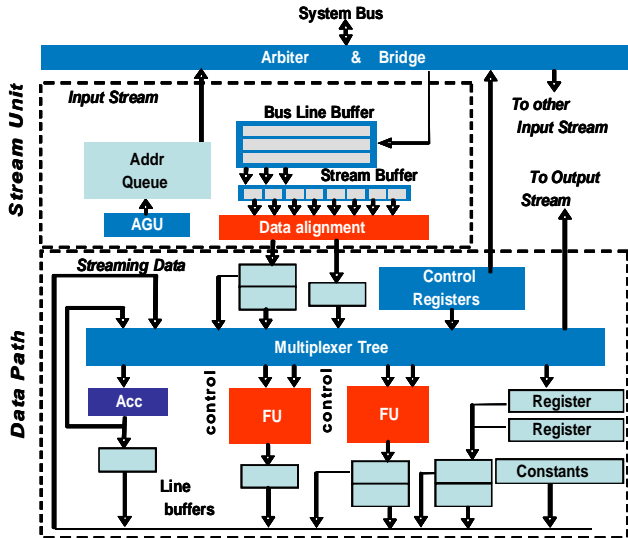 System Bus
Arbiter & Bridge
Stream Unit
Input Stream
Bus Line Buffer
To other
Input Stream
Addr
Queue
Stream Buffer
To Output
Stream
AGU
Data alignment
Data Path
Streaming Data
Control
Registers
Multiplexer Tree
Acc
control
FU
control
FU
Register
Register
Line
buffers
Constants